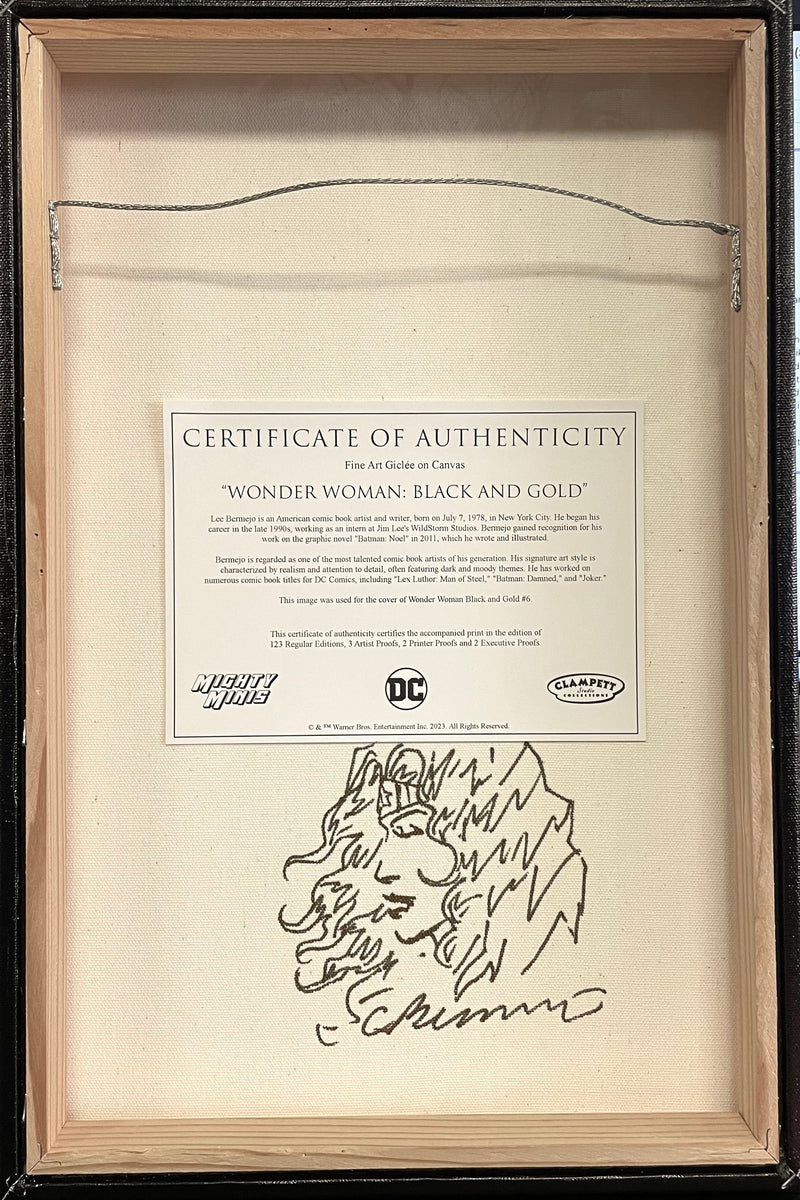 CERTIFICATE OF AUTHENTICITY
Fine Art Giclée on Canvas
“WONDER WOMAN: BLACK AND GOLD”
Lee Bermejo is an American comic book artist and writer, born on July 7, 1978, in New York City. He began his
career in the late 1990s, working as an intern at Jim Lee's WildStorm Studios. Bermejo gained recognition for his
work on the graphic novel "Batman: Noel" in 2011, which he wrote and illustrated.
Bermejo is regarded as one of the most talented comic book artists of his generation. His signature art style is
characterized by realism and attention to detail, often featuring dark and moody themes. He has worked on
numerous comic book titles for DC Comics, including "Lex Luthor: Man of Steel," "Batman: Damned," and "Joker."
This image was used for the cover of Wonder Woman Black and Gold #6.
This certificate of authenticity certifies the accompanied print in the edition of
123 Regular Editions, 3 Artist Proofs, 2 Printer Proofs and 2 Executive Proofs.
MIGHTY
MINIS
DC
CLAMPETT
Studio
COLLECTIONS
© & ™ Warner Bros. Entertainment Inc. 2023. All Rights Reserved.